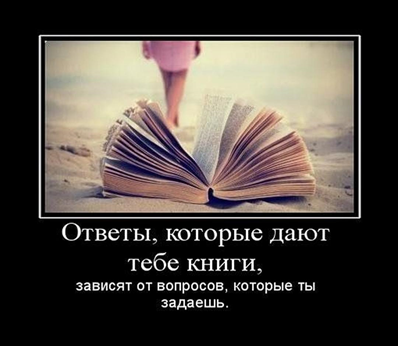 Ответы, которые дают
тебе книги,
зависят от вопросов, которые ты
задаешь.